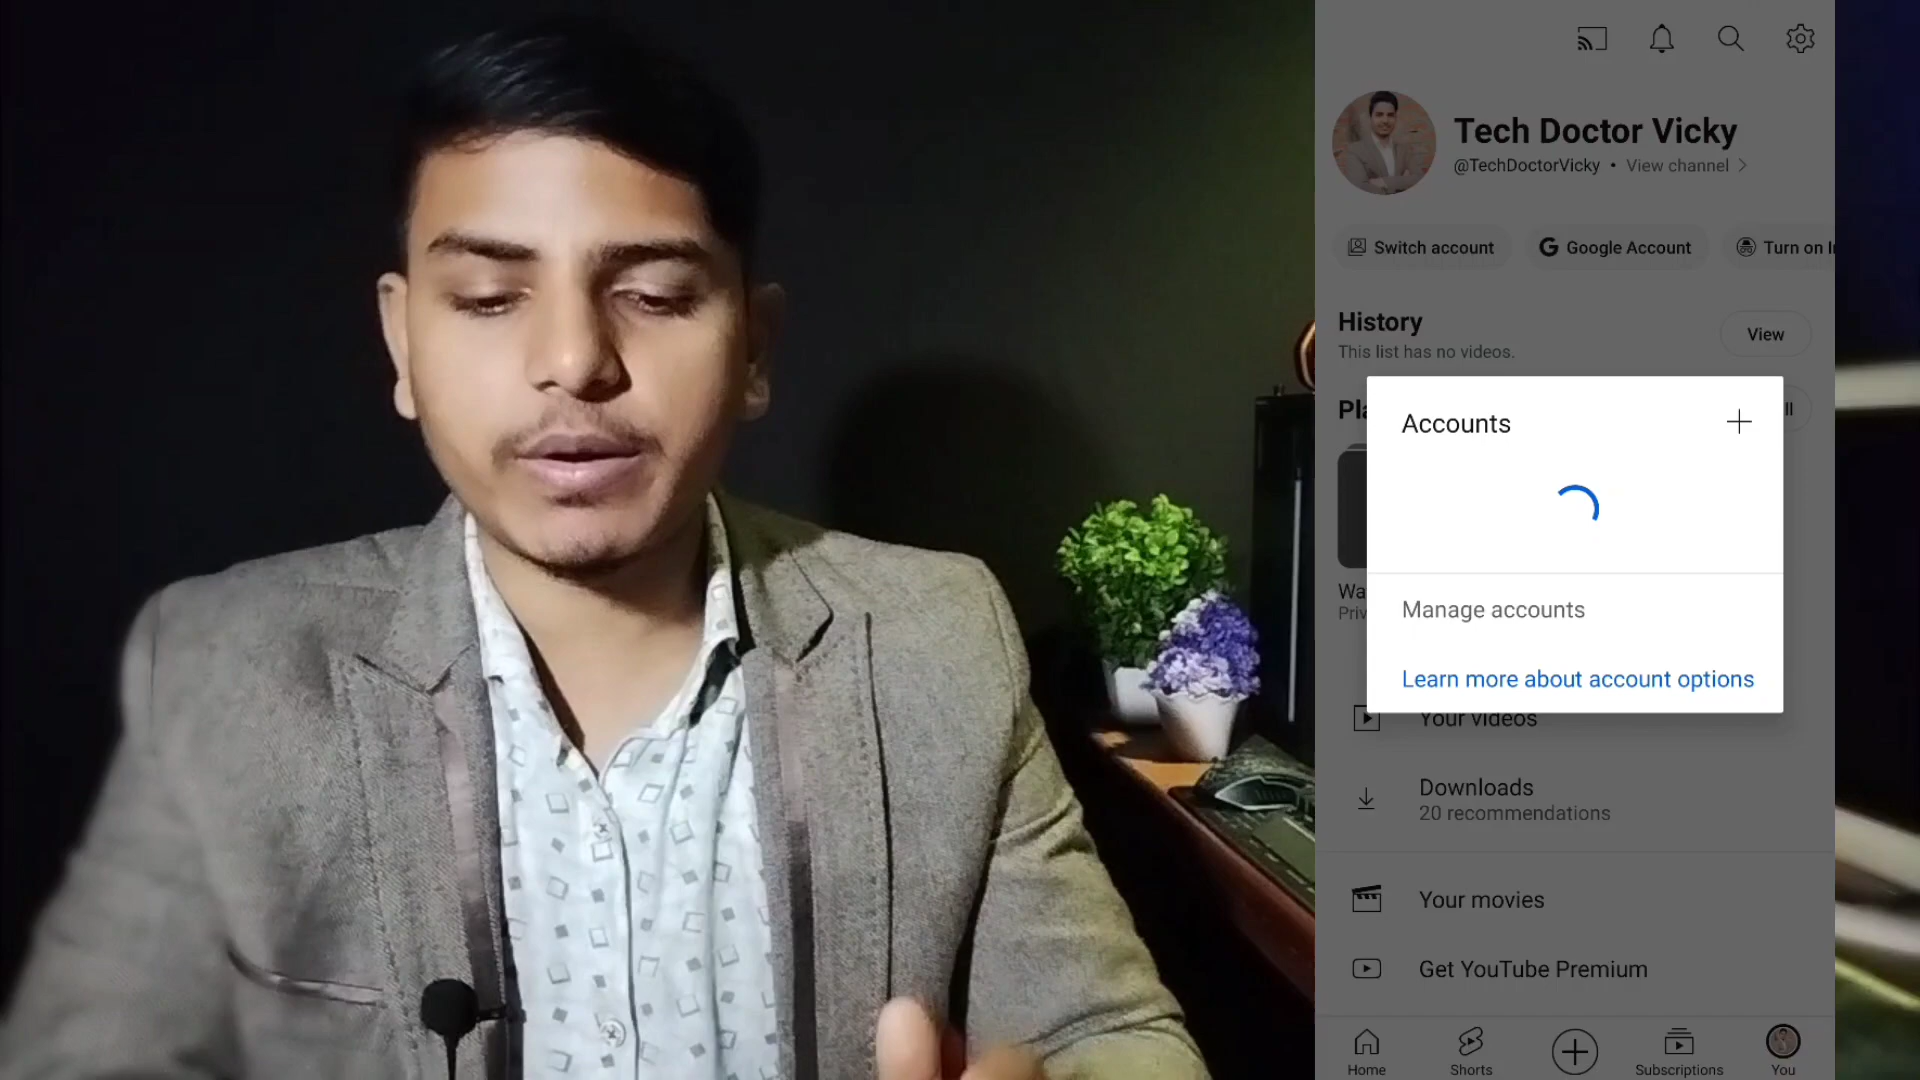 Tech Doctor Vicky
@TechDoctorVicky • View channel
Switch account
Google Account
Turn on
History
View
This list has no videos.
Accounts
Manage accounts
Learn more about account options
Your videos
Downloads
20 recommendations
Your movies
Get YouTube Premium
Home
Shorts
Subscriptions
You